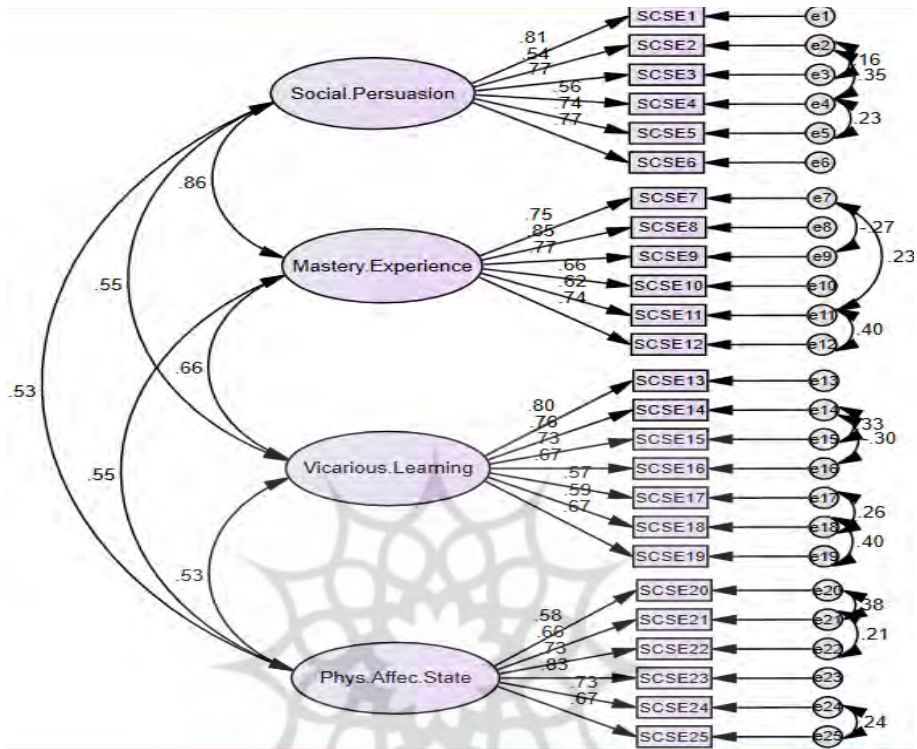 SCSE1 e1
.81
SCSE2 e2
.54
.16
.77
Social.Persuasion
SCSE3 e3
.35
.56
SCSE4 e4
.74
.23
.77
SCSE5 e5
SCSE6 e6
.86
SCSE7 e7
.75
SCSE8 e8
.85
-.27
.77
Mastery.Experience
SCSE9 e9
.23
.66
SCSE10 e10
.62
.55
SCSE11 e11
.74
.40
SCSE12 e12
.66
.53
SCSE13 e13
.80
SCSE14 e14
.76
.33
.73
SCSE15 e15
.30
.67
Vicarious.Learning
SCSE16 e16
.57
.55
SCSE17 e17
.59
.26
.67
SCSE18 e18
.40
SCSE19 e19
.53
SCSE20 e20
.58
.38
SCSE21 e21
.66
.21
.73
SCSE22 e22
.83
Phys.Affec.State
SCSE23 e23
.73
SCSE24 e24
.67
.24
SCSE25 e25